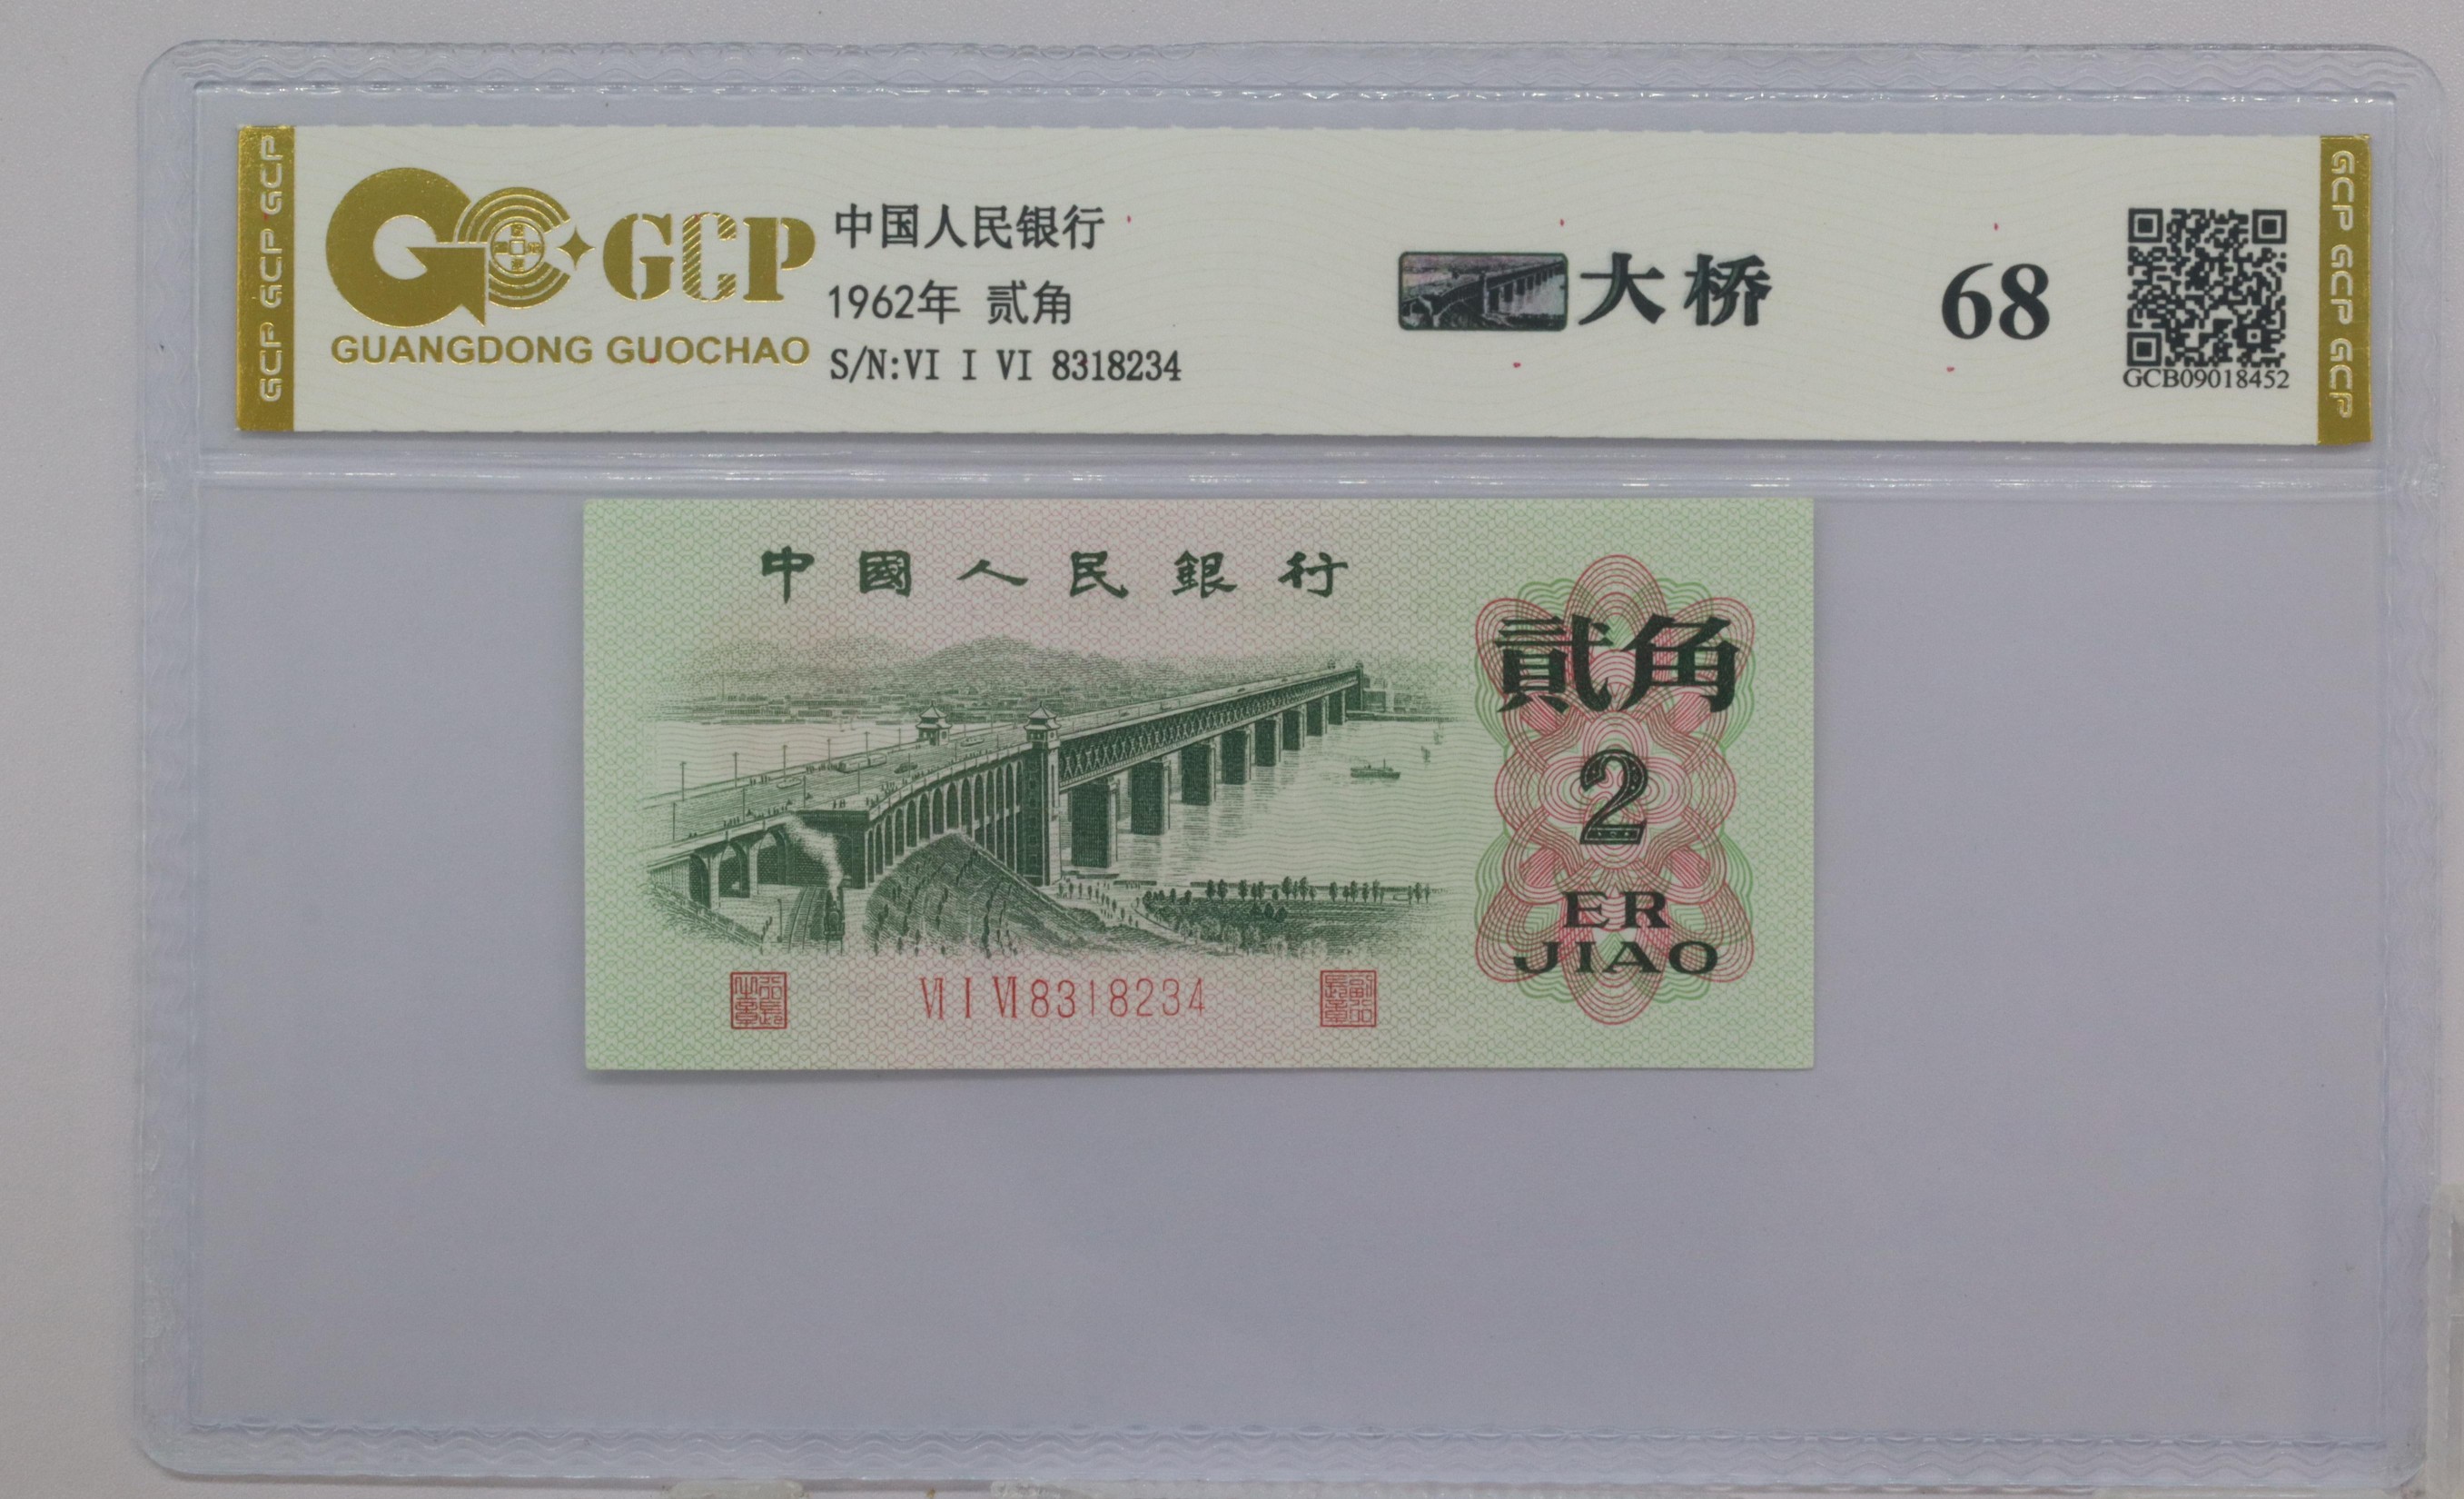 GCP GCP GCP
GCP
GUANGDONG GUOCHAO
中国人民银行
1962年 贰角
S/N:VI I VI 8318234
大桥
68
GCB09018452
GCP GCP GCP
中國人民銀行
貳角
2
ER
JIAO
VI I VI 8318234